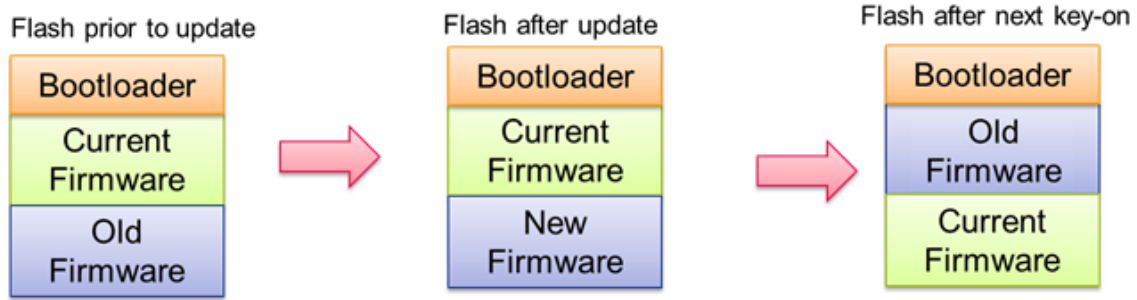 Flash prior to update
Bootloader
Current
Firmware
Old
Firmware
Flash after update
Bootloader
Current
Firmware
New
Firmware
Flash after next key-on
Bootloader
Old
Firmware
Current
Firmware